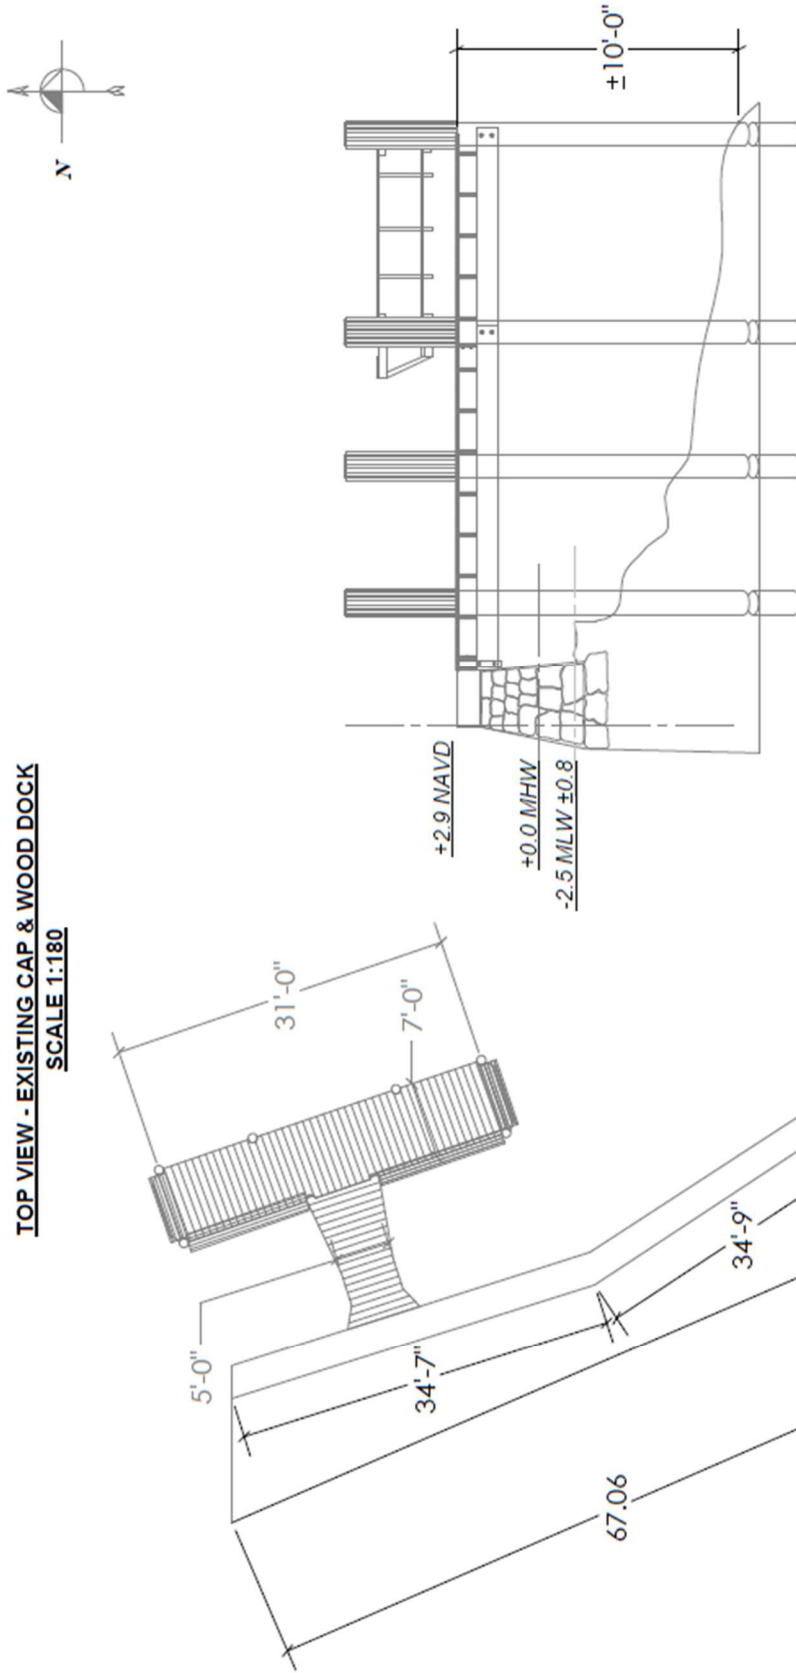 N
±10'-0"
+2.9 NAVD
+0.0 MHW
-2.5 MLW ±0.8
TOP VIEW - EXISTING CAP & WOOD DOCK
SCALE 1:180
31'-0"
7'-0"
5'-0"
34'-7"
34'-9"
67.06